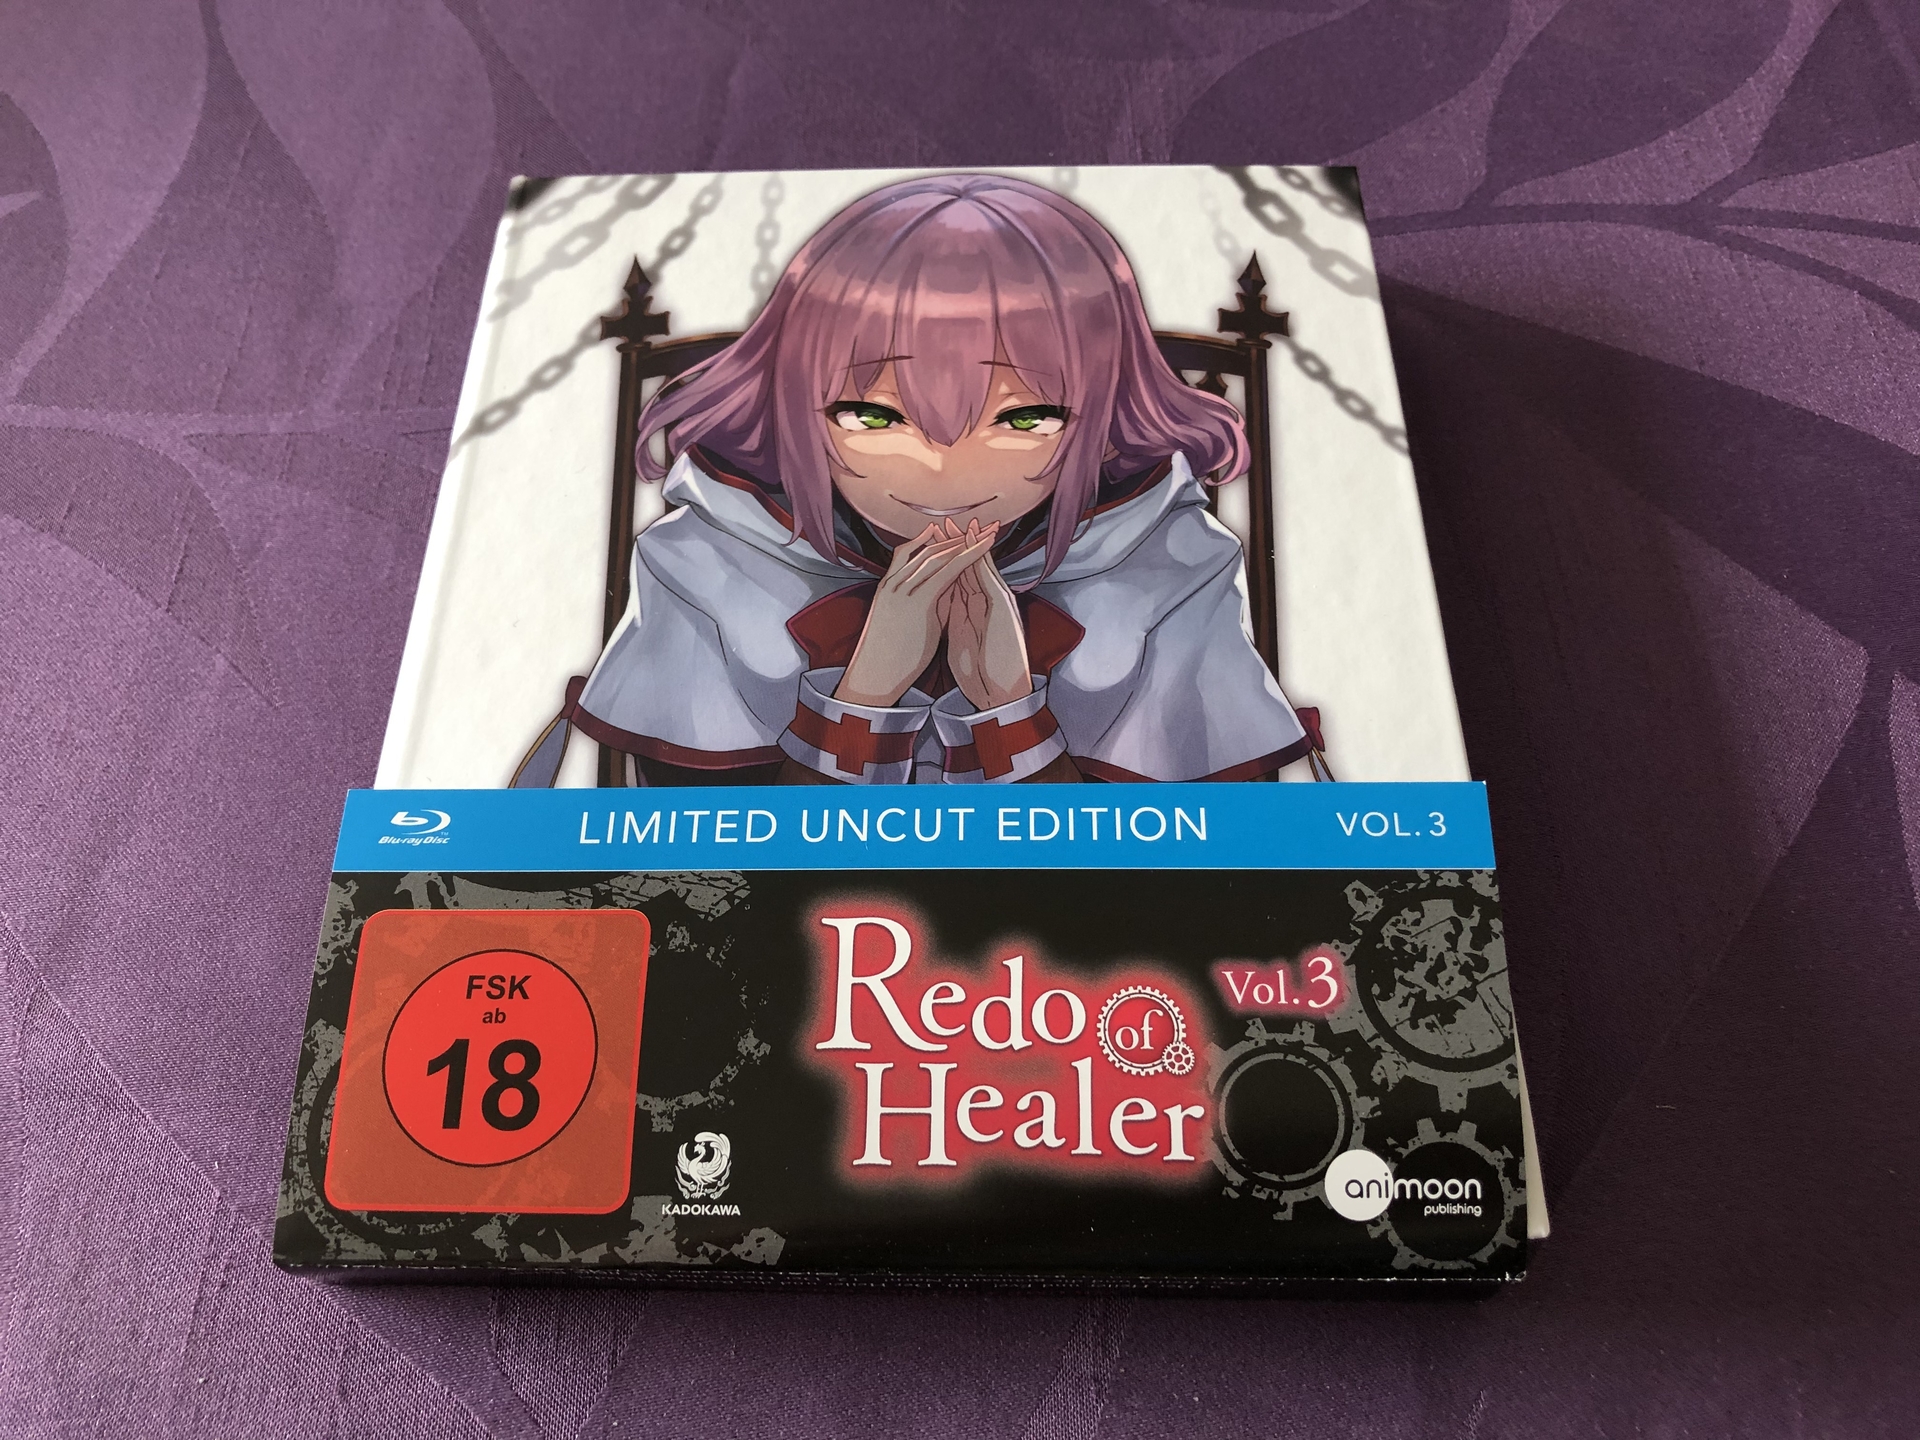 Blu-ray Disc
LIMITED UNCUT EDITION
VOL. 3
FSK
ab
18
KADOKAWA
Redo
of
Healer
Vol.3
animoon
publishing